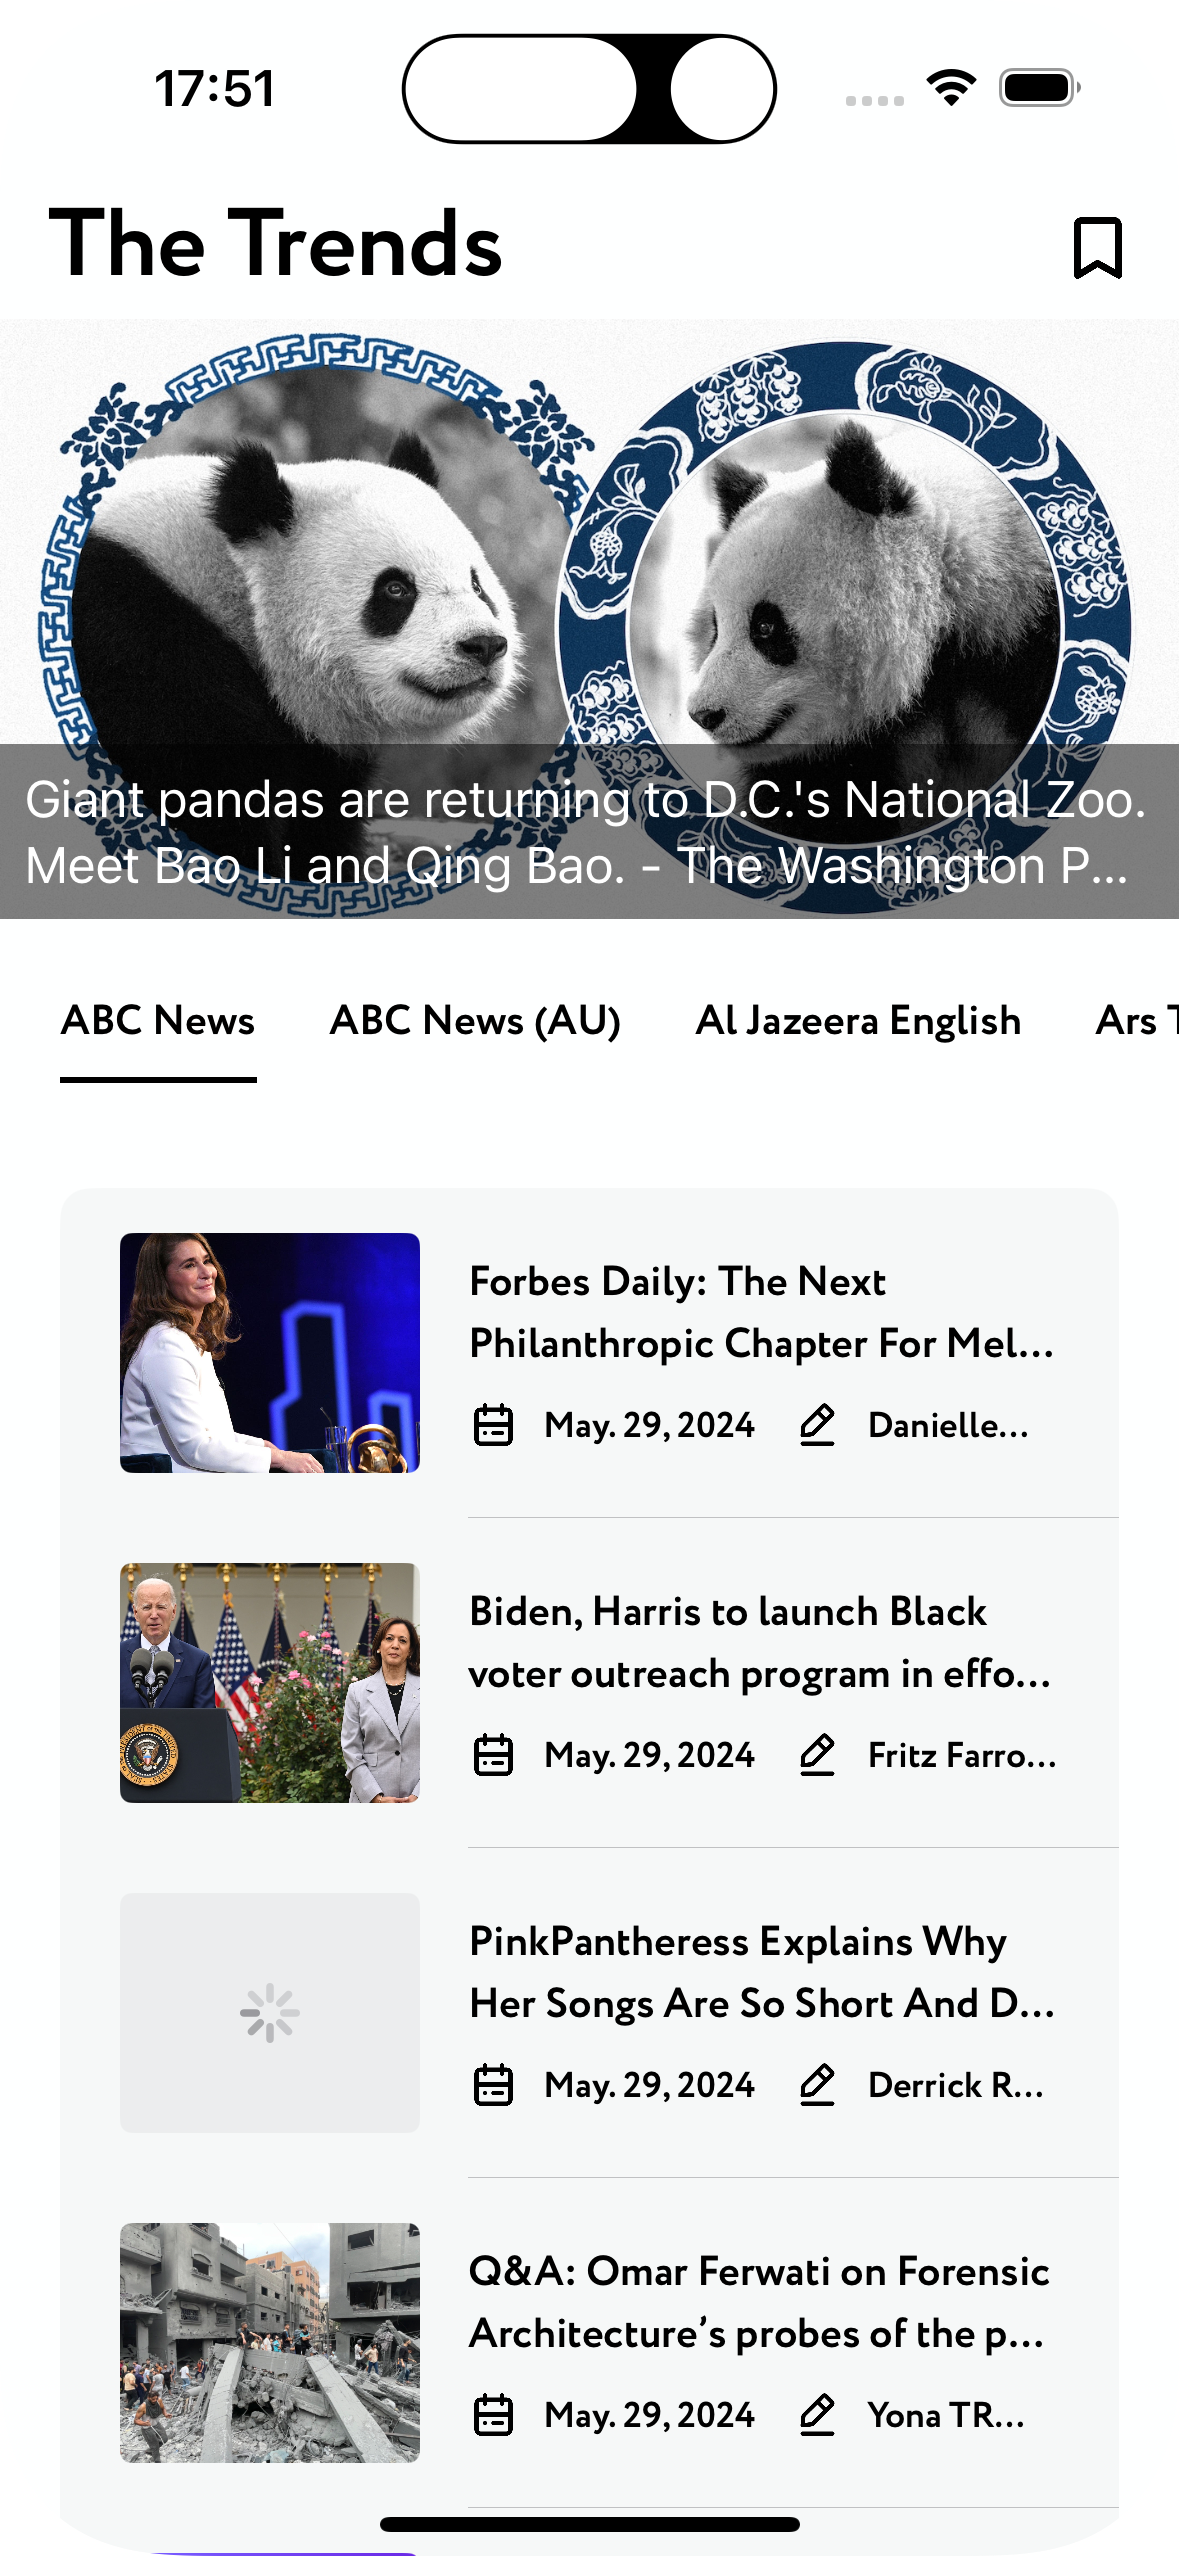 17:51
The Trends
Giant pandas are returning to D.C.'s National Zoo.
Meet Bao Li and Qing Bao. - The Washington P...
ABC News
ABC News (AU)
Al Jazeera English
Ars T
Forbes Daily: The Next
Philanthropic Chapter For Mel...
May. 29, 2024
Danielle...
Biden, Harris to launch Black
voter outreach program in effo...
May. 29, 2024
Fritz Farro...
PinkPantheress Explains Why
Her Songs Are So Short And D...
May. 29, 2024
Derrick R...
Q&A: Omar Ferwati on Forensic
Architecture’s probes of the p...
May. 29, 2024
Yona TR...